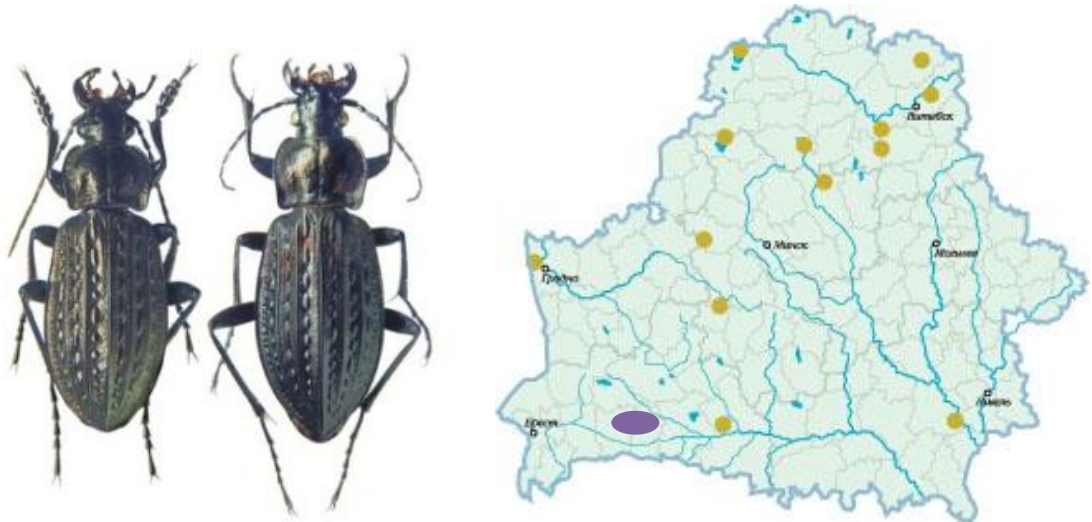 Витебск
Минск
Могилев
Гродно
Гомель
Брест